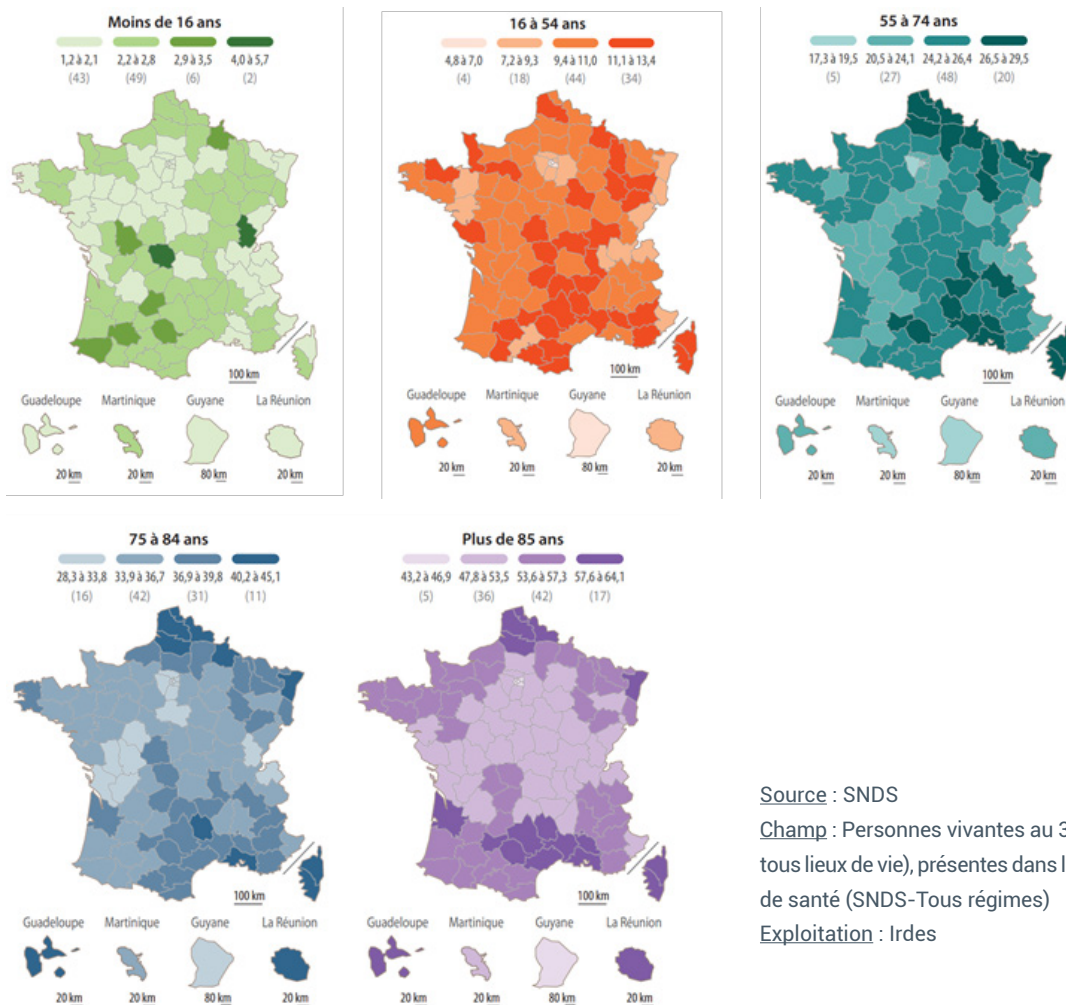 Moins de 16 ans
1,2 à 2,1 2,2 à 2,8 2,9 à 3,5 4,0 à 5,7
(43) (49) (6) (2)
100 km
Guadeloupe Martinique Guyane La Réunion
20 km 20 km 80 km 20 km
16 à 54 ans
4,8 à 7,0 7,2 à 9,3 9,4 à 11,0 11,1 à 13,4
(4) (18) (44) (34)
100 km
Guadeloupe Martinique Guyane La Réunion
20 km 20 km 80 km 20 km
55 à 74 ans
17,3 à 19,5 20,5 à 24,1 24,2 à 26,4 26,5 à 29,5
(5) (27) (48) (20)
100 km
Guadeloupe Martinique Guyane La Réunion
20 km 20 km 80 km 20 km
75 à 84 ans
28,3 à 33,8 33,9 à 36,7 36,9 à 39,8 40,2 à 45,1
(16) (42) (31) (11)
100 km
Guadeloupe Martinique Guyane La Réunion
20 km 20 km 80 km 20 km
Plus de 85 ans
43,2 à 46,9 47,8 à 53,5 53,6 à 57,3 57,6 à 64,1
(5) (36) (42) (17)
100 km
Guadeloupe Martinique Guyane La Réunion
20 km 20 km 80 km 20 km
Source : SNDS
Champ : Personnes vivantes au 3
tous lieux de vie), présentes dans l
de santé (SNDS-Tous régimes)
Exploitation : Irdes